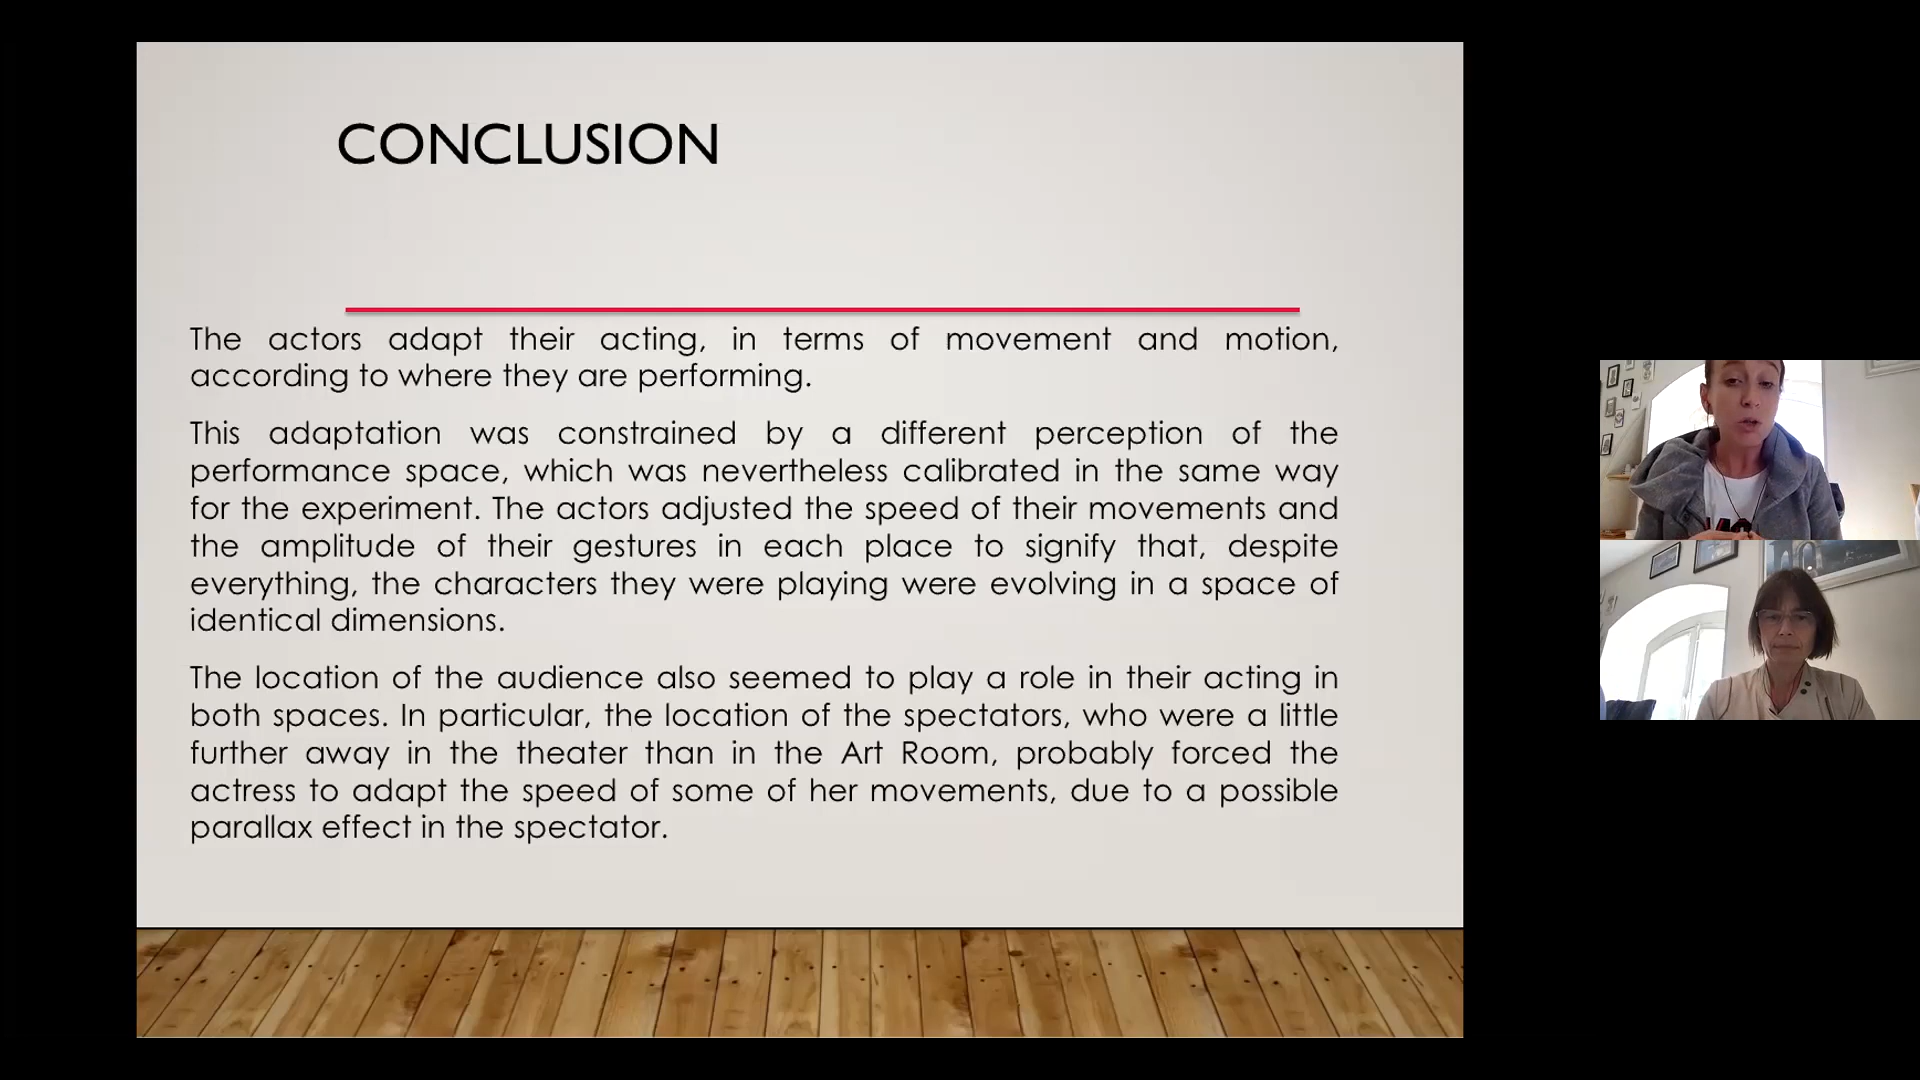 CONCLUSION
The actors adapt their acting, in terms of movement and motion,
according to where they are performing.
This adaptation was constrained by a different perception of the
performance space, which was nevertheless calibrated in the same way
for the experiment. The actors adjusted the speed of their movements and
the amplitude of their gestures in each place to signify that, despite
everything, the characters they were playing were evolving in a space of
identical dimensions.
The location of the audience also seemed to play a role in their acting in
both spaces. In particular, the location of the spectators, who were a little
further away in the theater than in the Art Room, probably forced the
actress to adapt the speed of some of her movements, due to a possible
parallax effect in the spectator.